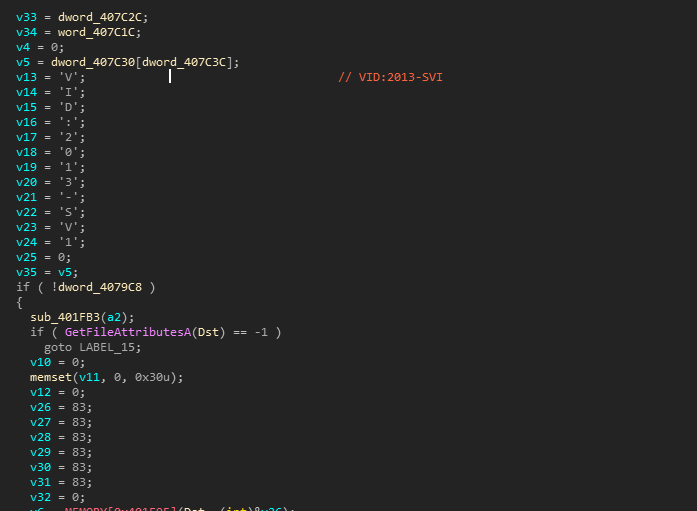 v33 = dword_407C2C;
v34 = word_407C1C;
v4 = 0;
v5 = dword_407C30[dword_407C3C];
v13 = 'V'; // VID:2013-SVI
v14 = 'I';
v15 = 'D';
v16 = ':';
v17 = '2';
v18 = '0';
v19 = '1';
v20 = '3';
v21 = '-';
v22 = 'S';
v23 = 'V';
v24 = '1';
v25 = 0;
v35 = v5;
if ( !dword_4079C8 )
{
sub_401FB3(a2);
if ( GetFileAttributesA(Dst) == -1 )
goto LABEL_15;
v10 = 0;
memset(v11, 0, 0x30u);
v12 = 0;
v26 = 83;
v27 = 83;
v28 = 83;
v29 = 83;
v30 = 83;
v31 = 83;
v32 = 0;